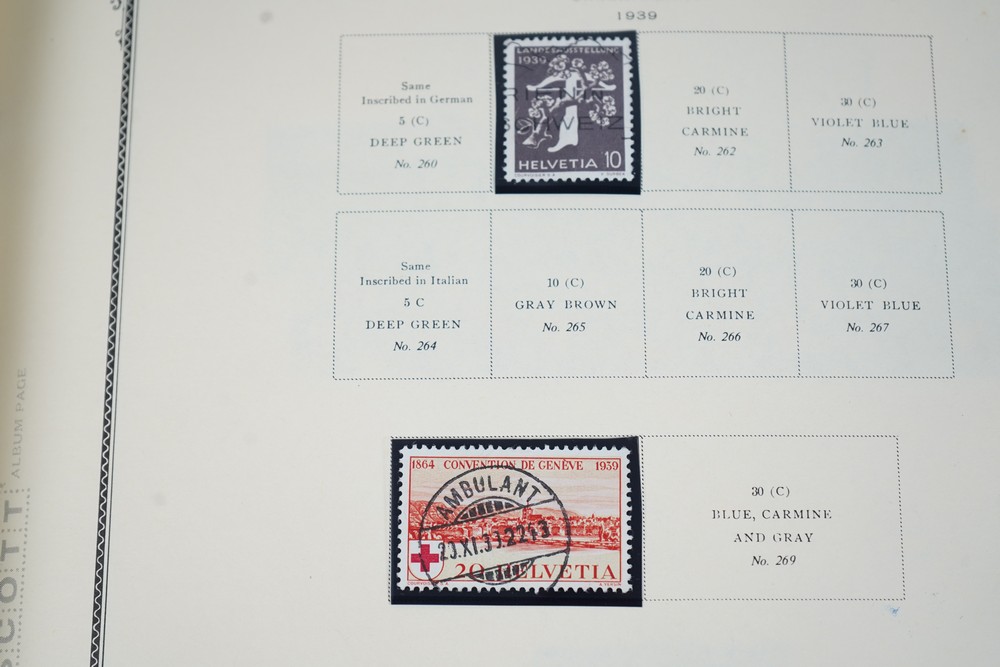 1939
Same
Inscribed in German
5 (C)
DEEP GREEN
No. 260
LANDESAUSSTELLUNG
1939
HELVETIA 10
COURVOISIER S.A.
20 (C)
BRIGHT
CARMINE
No. 262
30 (C)
VIOLET BLUE
No. 263
Same
Inscribed in Italian
5 C
DEEP GREEN
No. 264
10 (C)
GRAY BROWN
No. 265
20 (C)
BRIGHT
CARMINE
No. 266
30 (C)
VIOLET BLUE
No. 267
1864 CONVENTION DE GENÈVE 1939
AMBULANT
20 HELVETIA
COURVOISIER S.A.
30 (C)
BLUE, CARMINE
AND GRAY
No. 269
ALBUM PAGE
SCOTT